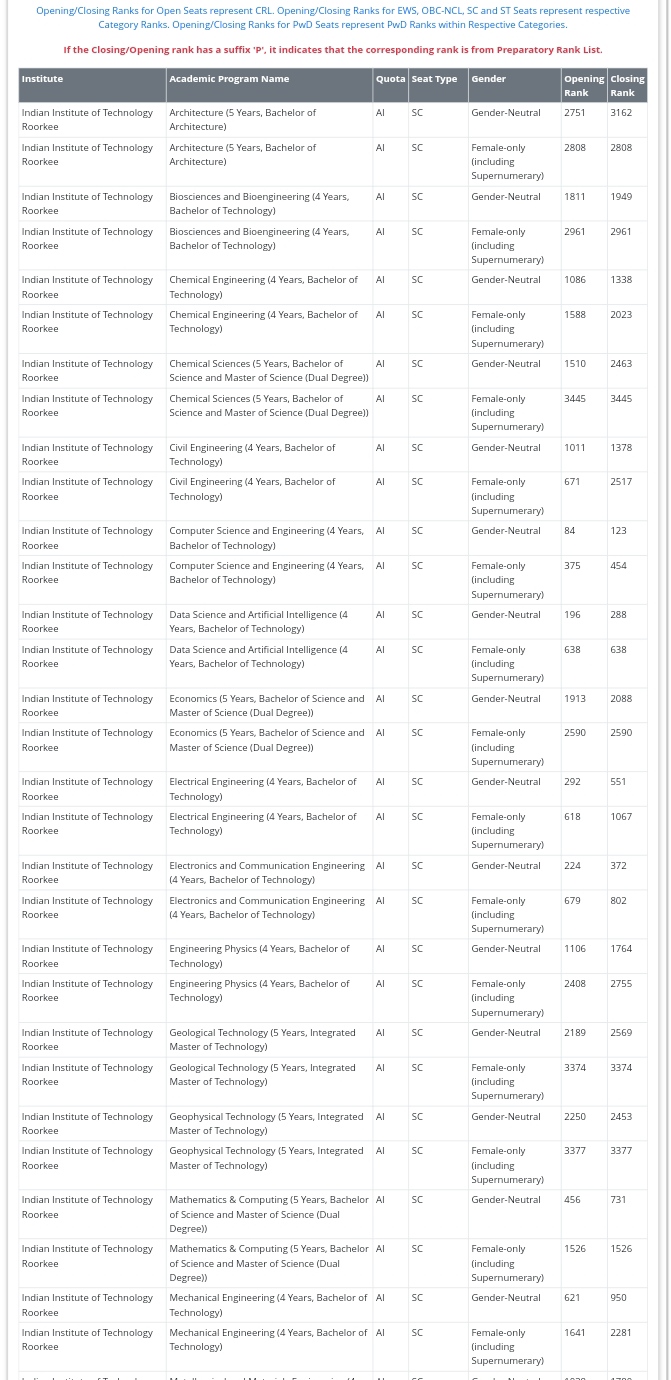 Opening/Closing Ranks for Open Seats represent CRL. Opening/Closing Ranks for EWS, OBC-NCL, SC and ST Seats represent respective
Category Ranks. Opening/Closing Ranks for PwD Seats represent PwD Ranks within Respective Categories.
If the Closing/Opening rank has a suffix 'P', it indicates that the corresponding rank is from Preparatory Rank List.
Institute Academic Program Name Quota Seat Type Gender Opening Closing
Rank Rank
Indian Institute of Technology Architecture (5 Years, Bachelor of AI SC Gender-Neutral 2751 3162
Roorkee Architecture)
Indian Institute of Technology Architecture (5 Years, Bachelor of AI SC Female-only 2808 2808
Roorkee Architecture) (including
Supernumerary)
Indian Institute of Technology Biosciences and Bioengineering (4 Years, AI SC Gender-Neutral 1811 1949
Roorkee Bachelor of Technology)
Indian Institute of Technology Biosciences and Bioengineering (4 Years, AI SC Female-only 2961 2961
Roorkee Bachelor of Technology) (including
Supernumerary)
Indian Institute of Technology Chemical Engineering (4 Years, Bachelor of AI SC Gender-Neutral 1086 1338
Roorkee Technology)
Indian Institute of Technology Chemical Engineering (4 Years, Bachelor of AI SC Female-only 1588 2023
Roorkee Technology) (including
Supernumerary)
Indian Institute of Technology Chemical Sciences (5 Years, Bachelor of AI SC Gender-Neutral 1510 2463
Roorkee Science and Master of Science (Dual Degree))
Indian Institute of Technology Chemical Sciences (5 Years, Bachelor of AI SC Female-only 3445 3445
Roorkee Science and Master of Science (Dual Degree)) (including
Supernumerary)
Indian Institute of Technology Civil Engineering (4 Years, Bachelor of AI SC Gender-Neutral 1011 1378
Roorkee Technology)
Indian Institute of Technology Civil Engineering (4 Years, Bachelor of AI SC Female-only 671 2517
Roorkee Technology) (including
Supernumerary)
Indian Institute of Technology Computer Science and Engineering (4 Years, AI SC Gender-Neutral 84 123
Roorkee Bachelor of Technology)
Indian Institute of Technology Computer Science and Engineering (4 Years, AI SC Female-only 375 454
Roorkee Bachelor of Technology) (including
Supernumerary)
Indian Institute of Technology Data Science and Artificial Intelligence (4 AI SC Gender-Neutral 196 288
Roorkee Years, Bachelor of Technology)
Indian Institute of Technology Data Science and Artificial Intelligence (4 AI SC Female-only 638 638
Roorkee Years, Bachelor of Technology) (including
Supernumerary)
Indian Institute of Technology Economics (5 Years, Bachelor of Science and AI SC Gender-Neutral 1913 2088
Roorkee Master of Science (Dual Degree))
Indian Institute of Technology Economics (5 Years, Bachelor of Science and AI SC Female-only 2590 2590
Roorkee Master of Science (Dual Degree)) (including
Supernumerary)
Indian Institute of Technology Electrical Engineering (4 Years, Bachelor of AI SC Gender-Neutral 292 551
Roorkee Technology)
Indian Institute of Technology Electrical Engineering (4 Years, Bachelor of AI SC Female-only 618 1067
Roorkee Technology) (including
Supernumerary)
Indian Institute of Technology Electronics and Communication Engineering AI SC Gender-Neutral 224 372
Roorkee (4 Years, Bachelor of Technology)
Indian Institute of Technology Electronics and Communication Engineering AI SC Female-only 679 802
Roorkee (4 Years, Bachelor of Technology) (including
Supernumerary)
Indian Institute of Technology Engineering Physics (4 Years, Bachelor of AI SC Gender-Neutral 1106 1764
Roorkee Technology)
Indian Institute of Technology Engineering Physics (4 Years, Bachelor of AI SC Female-only 2408 2755
Roorkee Technology) (including
Supernumerary)
Indian Institute of Technology Geological Technology (5 Years, Integrated AI SC Gender-Neutral 2189 2569
Roorkee Master of Technology)
Indian Institute of Technology Geological Technology (5 Years, Integrated AI SC Female-only 3374 3374
Roorkee Master of Technology) (including
Supernumerary)
Indian Institute of Technology Geophysical Technology (5 Years, Integrated AI SC Gender-Neutral 2250 2453
Roorkee Master of Technology)
Indian Institute of Technology Geophysical Technology (5 Years, Integrated AI SC Female-only 3377 3377
Roorkee Master of Technology) (including
Supernumerary)
Indian Institute of Technology Mathematics & Computing (5 Years, Bachelor AI SC Gender-Neutral 456 731
Roorkee of Science and Master of Science (Dual
Degree))
Indian Institute of Technology Mathematics & Computing (5 Years, Bachelor AI SC Female-only 1526 1526
Roorkee of Science and Master of Science (Dual (including
Degree)) Supernumerary)
Indian Institute of Technology Mechanical Engineering (4 Years, Bachelor of AI SC Gender-Neutral 621 950
Roorkee Technology)
Indian Institute of Technology Mechanical Engineering (4 Years, Bachelor of AI SC Female-only 1641 2281
Roorkee Technology) (including
Supernumerary)